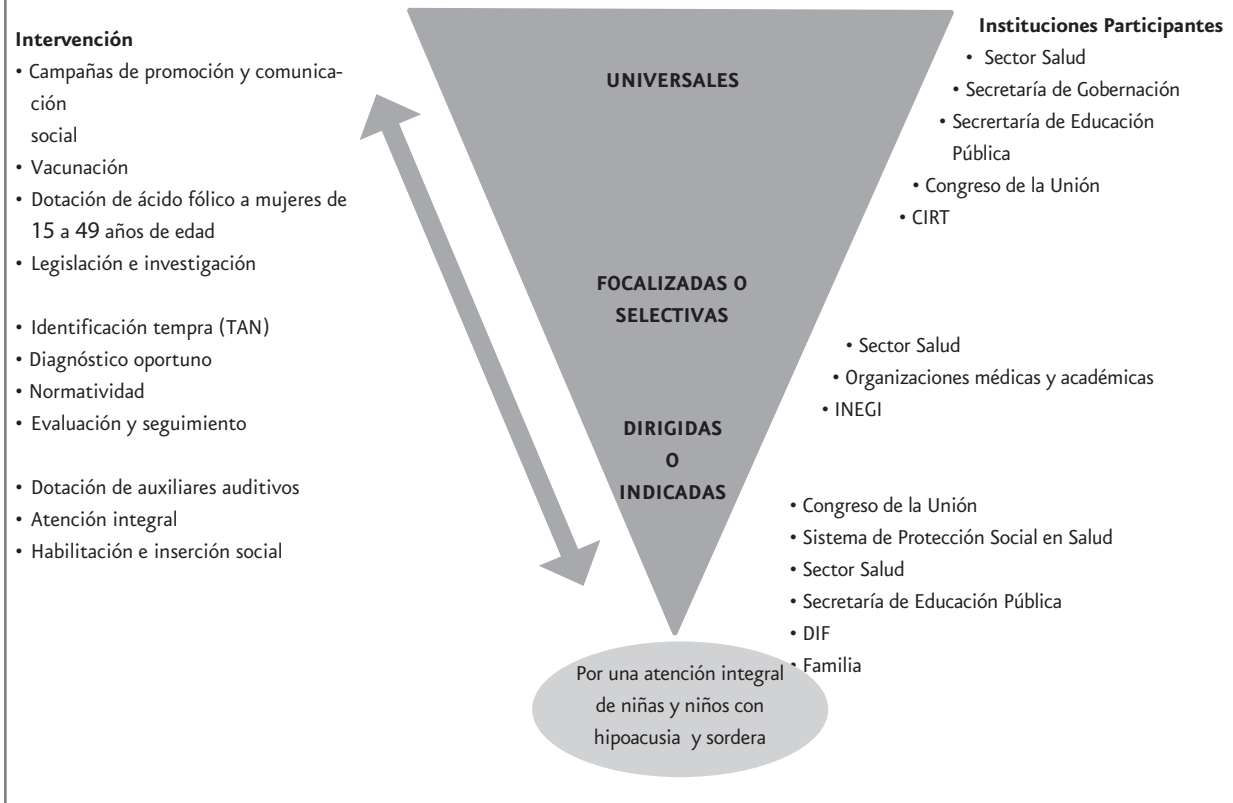 Intervención
• Campañas de promoción y comunica-
ción
social
• Vacunación
• Dotación de ácido fólico a mujeres de
15 a 49 años de edad
• Legislación e investigación
• Identificación tempra (TAN)
• Diagnóstico oportuno
• Normatividad
• Evaluación y seguimiento
• Dotación de auxiliares auditivos
• Atención integral
• Habilitación e inserción social
UNIVERSALES
FOCALIZADAS O
SELECTIVAS
DIRIGIDAS
O
INDICADAS
Por una atención integral
de niñas y niños con
hipoacusia y sordera
Instituciones Participantes
• Sector Salud
• Secretaría de Gobernación
• Secrertaría de Educación
Pública
• Congreso de la Unión
• CIRT
• Sector Salud
• Organizaciones médicas y académicas
• INEGI
• Congreso de la Unión
• Sistema de Protección Social en Salud
• Sector Salud
• Secretaría de Educación Pública
• DIF
• Familia